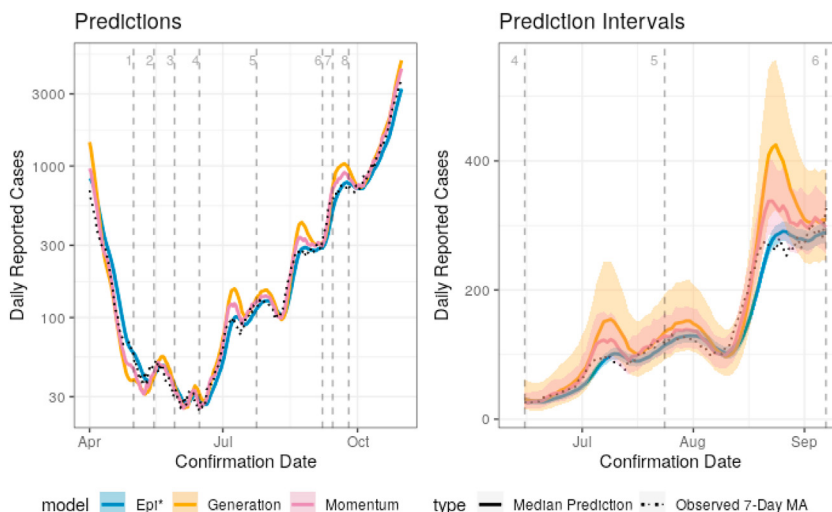 Predictions
Prediction Intervals
1 2 3 4 5 6 7 8
4 5 6
Daily Reported Cases
3000
1000
300
100
30
Apr Jul Oct
Confirmation Date
Daily Reported Cases
400
200
0
Jul Aug Sep
Confirmation Date
model Epi* Generation Momentum type Median Prediction Observed 7-Day MA